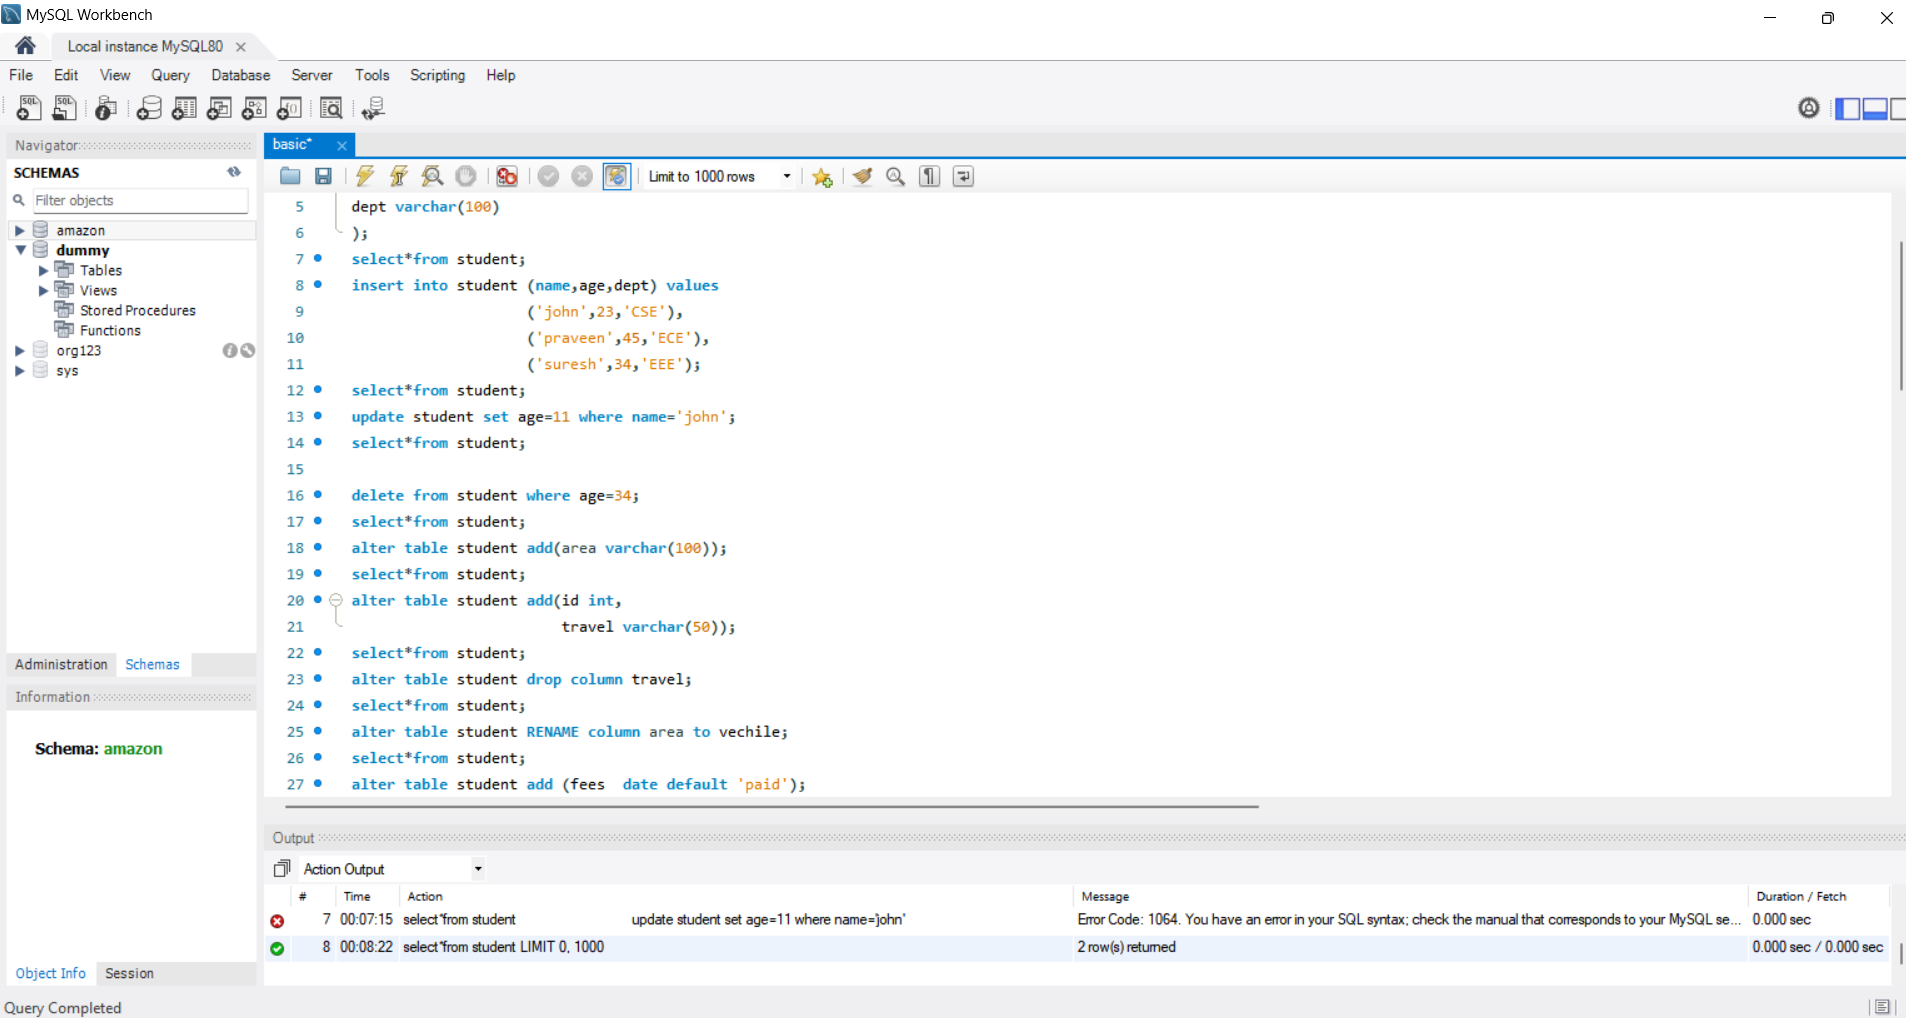 MySQL Workbench
Local instance MySQL80
File Edit View Query Database Server Tools Scripting Help
Navigator
SCHEMAS
Filter objects
amazon
dummy
Tables
Views
Stored Procedures
Functions
org123
sys
Administration Schemas
Information
Schema: amazon
Object Info Session
basic*
Limit to 1000 rows
5 dept varchar(100)
6 );
7 select*from student;
8 insert into student (name,age,dept) values
9 ('john',23,'CSE'),
10 ('praveen',45,'ECE'),
11 ('suresh',34,'EEE');
12 select*from student;
13 update student set age=11 where name='john';
14 select*from student;
15
16 delete from student where age=34;
17 select*from student;
18 alter table student add(area varchar(100));
19 select*from student;
20 alter table student add(id int,
21 travel varchar(50));
22 select*from student;
23 alter table student drop column travel;
24 select*from student;
25 alter table student RENAME column area to vechile;
26 select*from student;
27 alter table student add (fees  date default 'paid');
Output
Action Output
# Time Action Message Duration / Fetch
7 00:07:15 select*from student update student set age=11 where name='john' Error Code: 1064. You have an error in your SQL syntax; check the manual that corresponds to your MySQL se... 0.000 sec
8 00:08:22 select*from student LIMIT 0, 1000 2 row(s) returned 0.000 sec / 0.000 sec
Query Completed